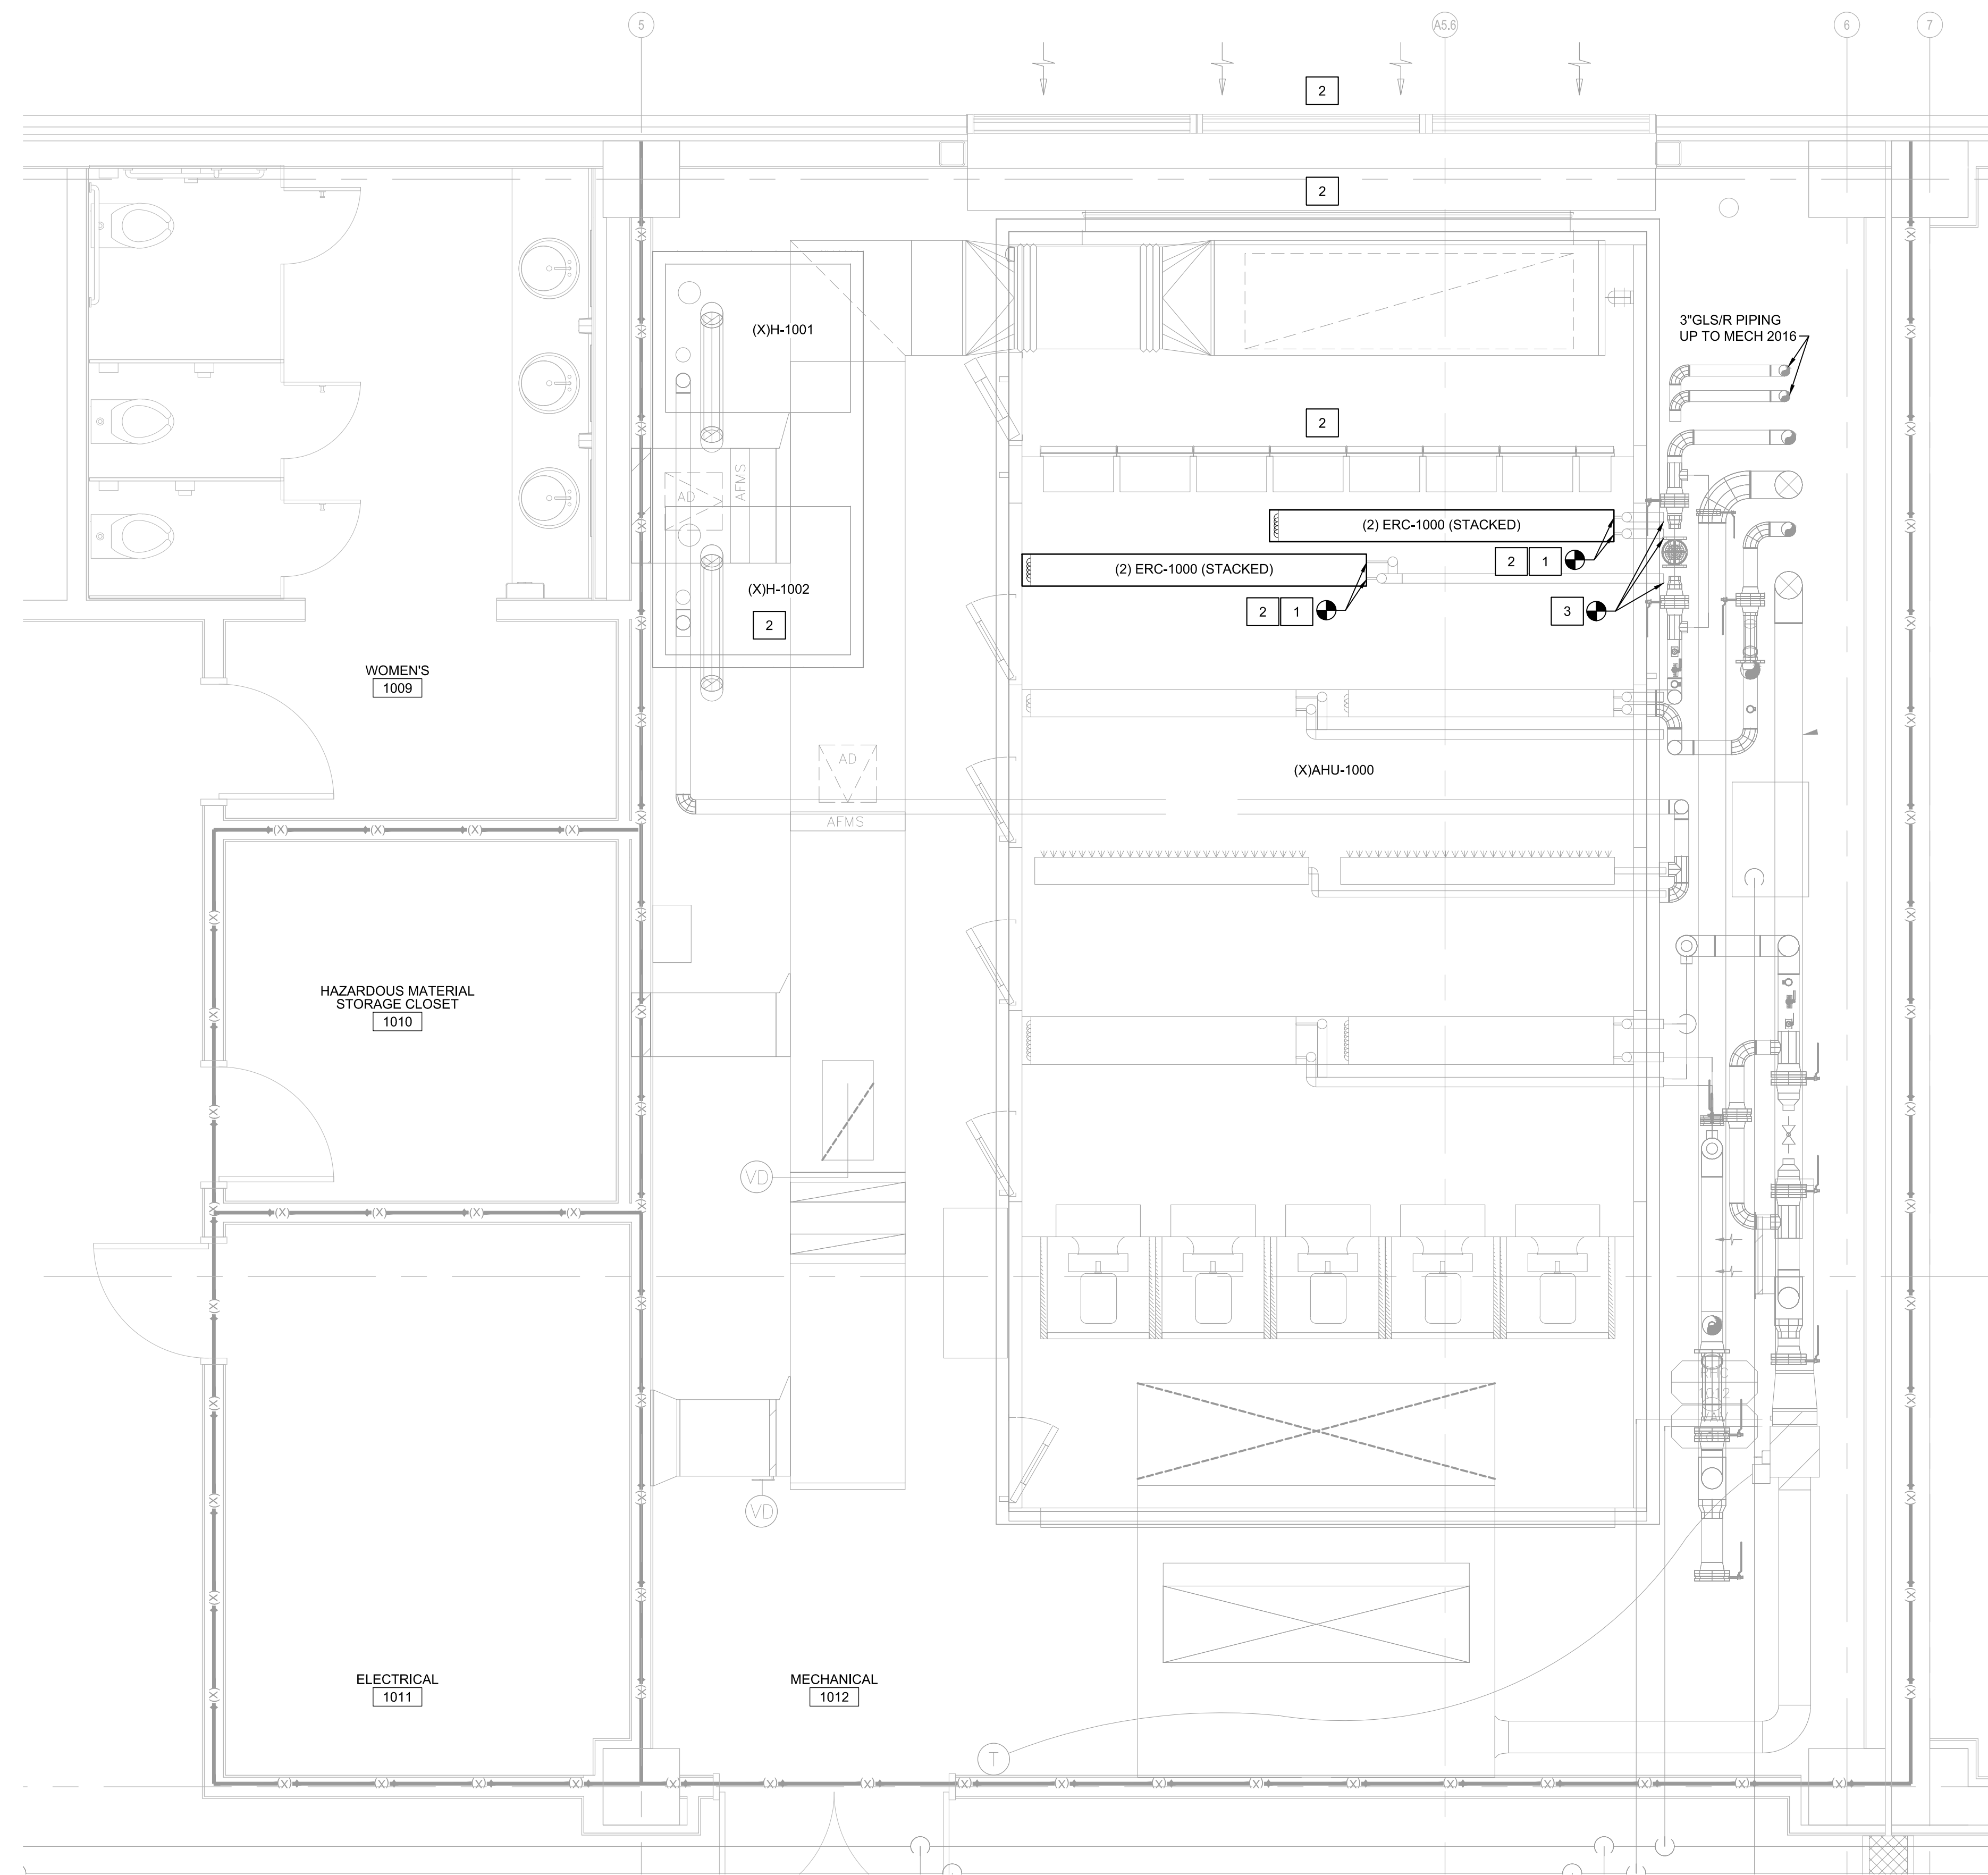 5
A5.6
6
7
2
2
(X)H-1001
3"GLS/R PIPING
UP TO MECH 2016
2
AD
AFMS
(2) ERC-1000 (STACKED)
2 1
(2) ERC-1000 (STACKED)
2 1
3
(X)H-1002
2
WOMEN'S
1009
AD
AFMS
(X)AHU-1000
(X) (X) (X) (X)
HAZARDOUS MATERIAL
STORAGE CLOSET
1010
VD
(X) (X) (X) (X)
RHC
1012
VD
ELECTRICAL
1011
MECHANICAL
1012
T
(X) (X) (X) (X) (X) (X) (X) (X) (X) (X) (X) (X) (X) (X) (X) (X) (X)